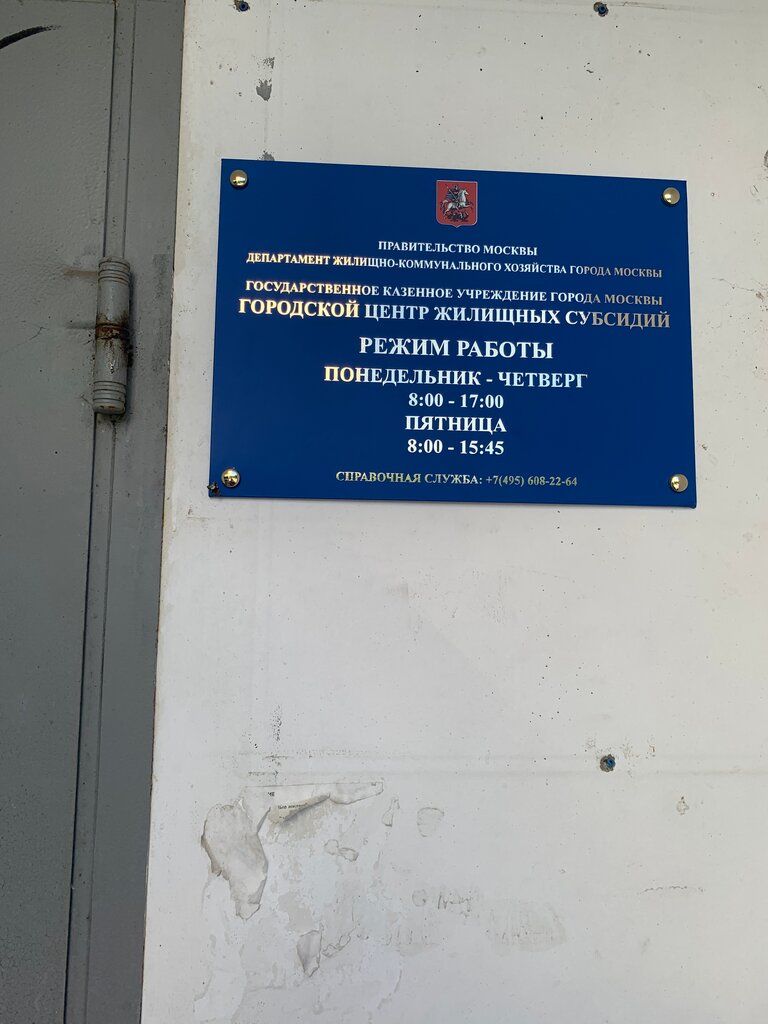 ПРАВИТЕЛЬСТВО МОСКВЫ
ДЕПАРТАМЕНТ ЖИЛИЩНО-КОММУНАЛЬНОГО ХОЗЯЙСТВА ГОРОДА МОСКВЫ
ГОСУДАРСТВЕННОЕ КАЗЕННОЕ УЧРЕЖДЕНИЕ ГОРОДА МОСКВЫ
ГОРОДСКОЙ ЦЕНТР ЖИЛИЩНЫХ СУБСИДИЙ
РЕЖИМ РАБОТЫ
ПОНЕДЕЛЬНИК - ЧЕТВЕРГ
8:00 - 17:00
ПЯТНИЦА
8:00 - 15:45
СПРАВОЧНАЯ СЛУЖБА: +7(495) 608-22-64